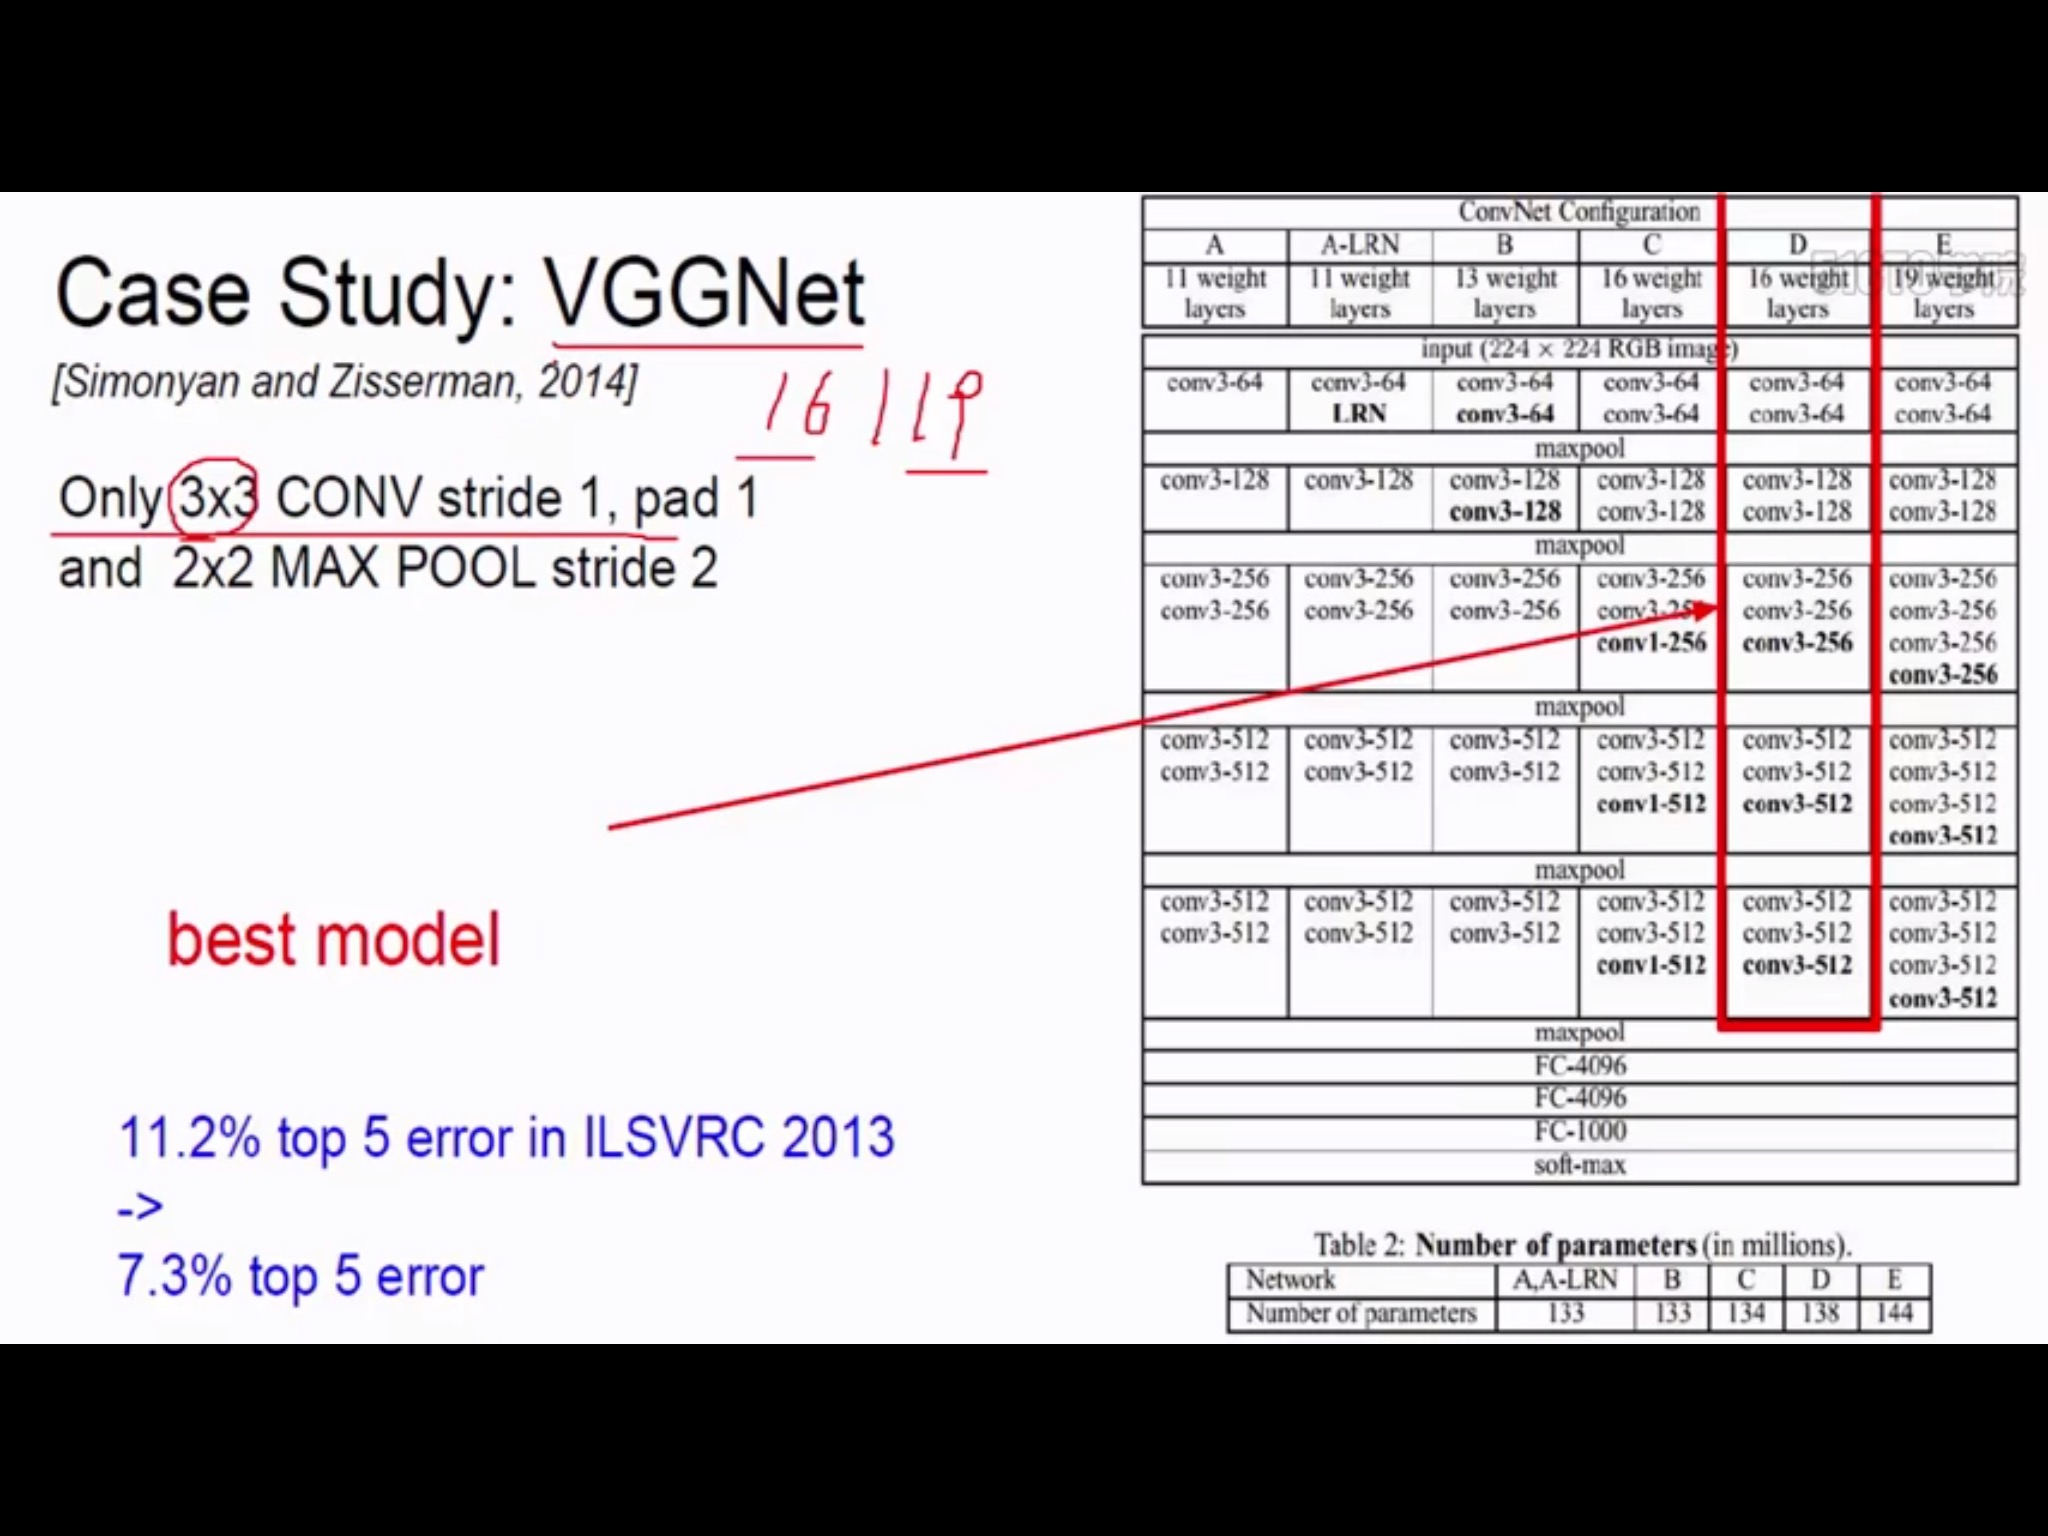 Case Study: VGGNet
[Simonyan and Zisserman, 2014]
16 | 19
Only 3x3 CONV stride 1, pad 1
and 2x2 MAX POOL stride 2
best model
11.2% top 5 error in ILSVRC 2013
->
7.3% top 5 error
ConvNet Configuration
A A-LRN B C D E
11 weight layers 11 weight layers 13 weight layers 16 weight layers 16 weight layers 19 weight layers
input (224 × 224 RGB image)
conv3-64 conv3-64 conv3-64 conv3-64 conv3-64 conv3-64
LRN conv3-64 conv3-64 conv3-64 conv3-64
maxpool
conv3-128 conv3-128 conv3-128 conv3-128 conv3-128 conv3-128
conv3-128 conv3-128 conv3-128 conv3-128
maxpool
conv3-256 conv3-256 conv3-256 conv3-256 conv3-256 conv3-256
conv3-256 conv3-256 conv3-256 conv3-256 conv3-256 conv3-256
conv1-256 conv3-256 conv3-256
conv3-256
maxpool
conv3-512 conv3-512 conv3-512 conv3-512 conv3-512 conv3-512
conv3-512 conv3-512 conv3-512 conv3-512 conv3-512 conv3-512
conv1-512 conv3-512 conv3-512
conv3-512
maxpool
conv3-512 conv3-512 conv3-512 conv3-512 conv3-512 conv3-512
conv3-512 conv3-512 conv3-512 conv3-512 conv3-512 conv3-512
conv1-512 conv3-512 conv3-512
conv3-512
maxpool
FC-4096
FC-4096
FC-1000
soft-max
Table 2: Number of parameters (in millions).
Network A,A-LRN B C D E
Number of parameters 133 133 134 138 144